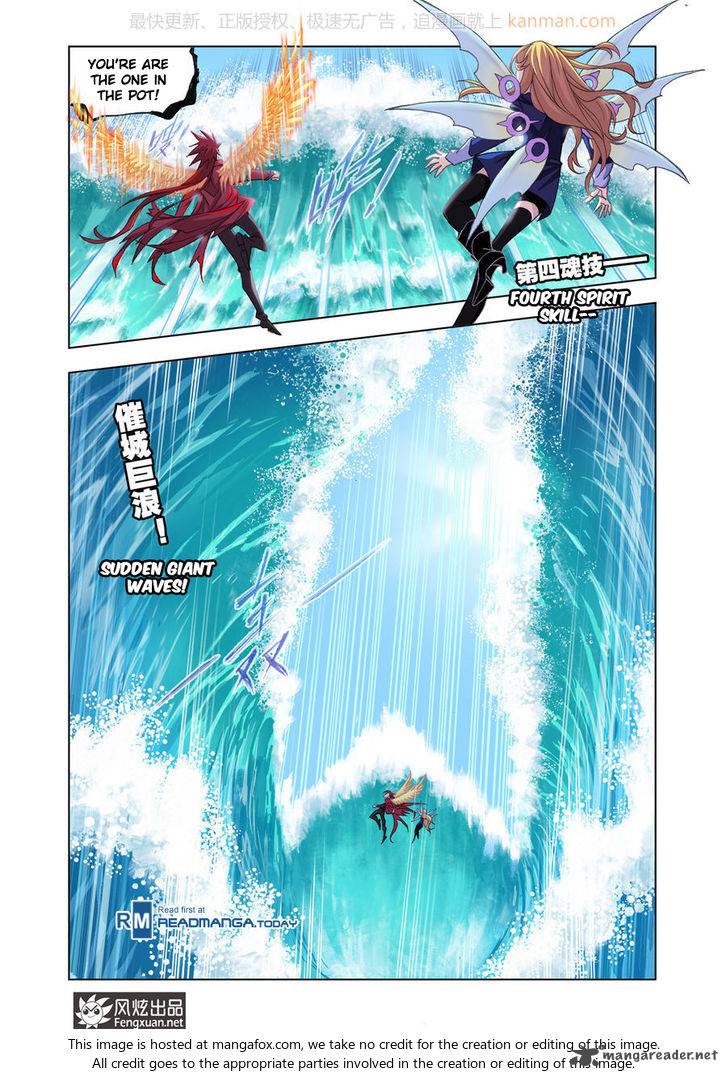 最快更新、正版授权、极速无广告，追漫画就上 kanman.com
YOU'RE ARE
THE ONE IN
THE POT!
第四魂技——
FOURTH SPIRIT
SKILL--
催城巨浪！
SUDDEN GIANT
WAVES!
RM
Read first at
READMANGA.TODAY
风炫出品
Fengxuan.net
This image is hosted at mangafox.com, we take no credit for the creation or editing of this image.
All credit goes to the appropriate parties involved in the creation or editing of this image.
mangareader.net